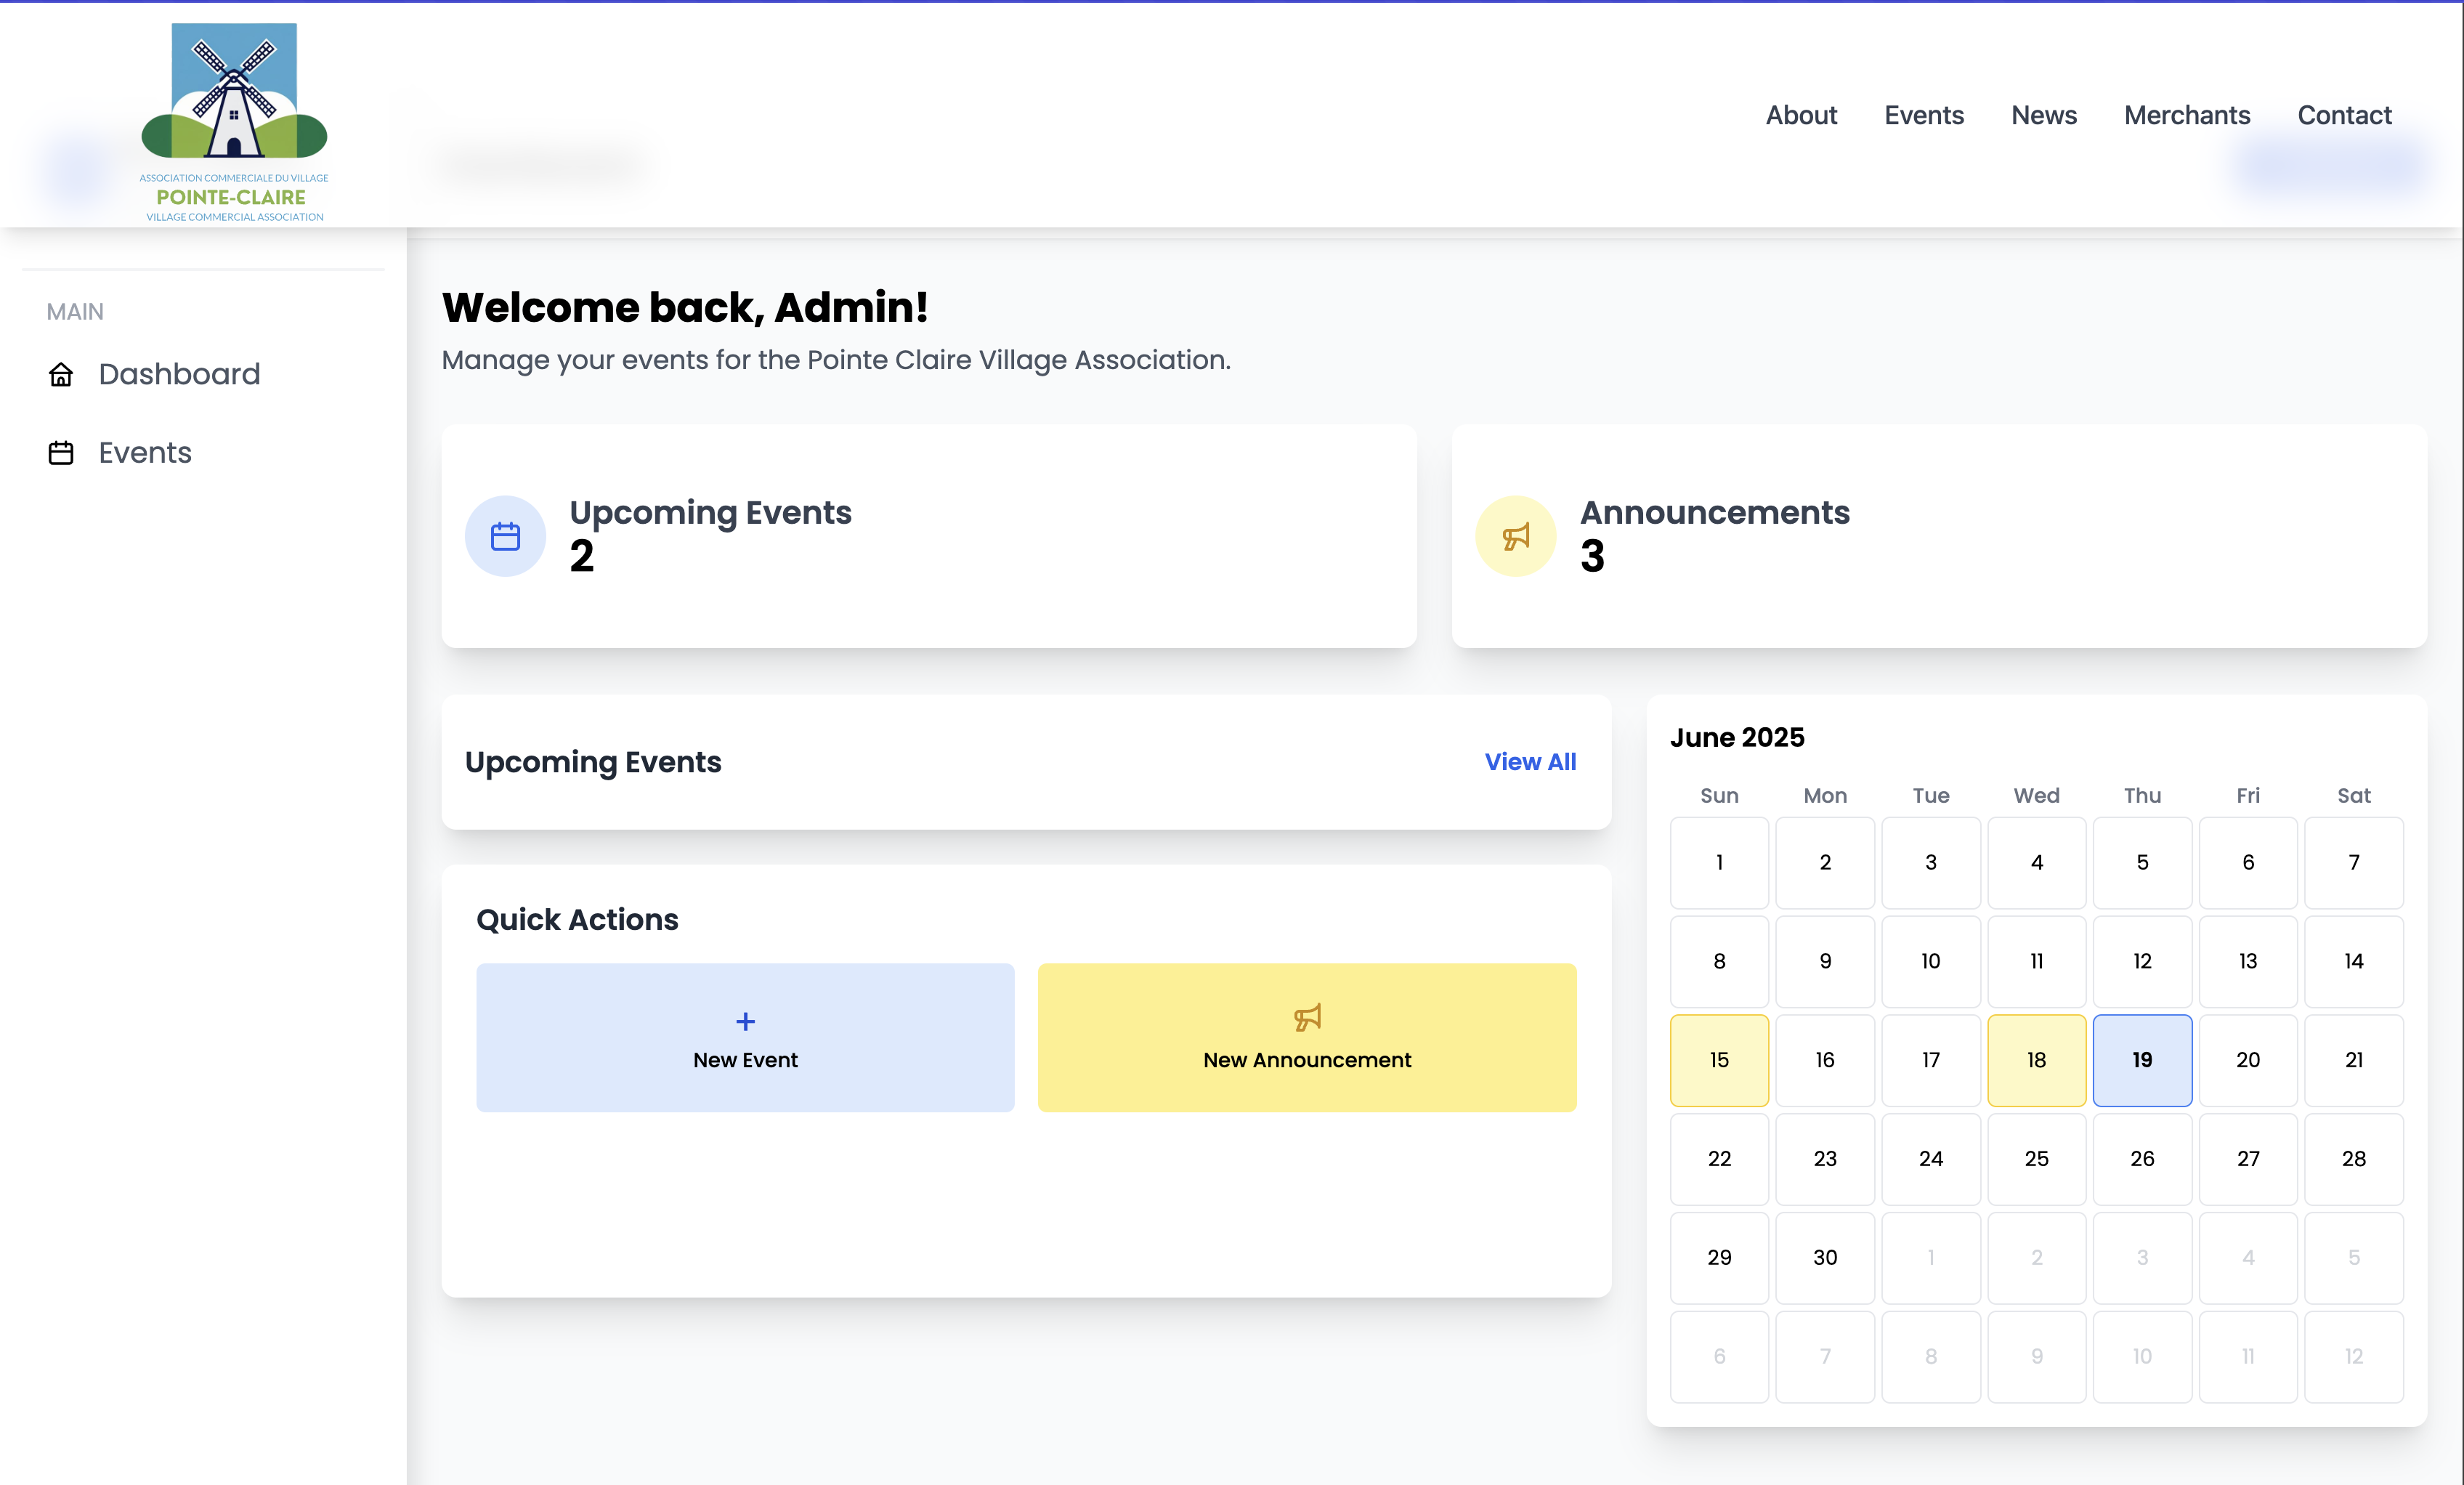 ASSOCIATION COMMERCIALE DU VILLAGE
POINTE-CLAIRE
VILLAGE COMMERCIAL ASSOCIATION
About Events News Merchants Contact
MAIN
Dashboard
Events
Welcome back, Admin!
Manage your events for the Pointe Claire Village Association.
Upcoming Events
2
Announcements
3
Upcoming Events View All
Quick Actions
New Event
New Announcement
June 2025
Sun Mon Tue Wed Thu Fri Sat
1 2 3 4 5 6 7
8 9 10 11 12 13 14
15 16 17 18 19 20 21
22 23 24 25 26 27 28
29 30 1 2 3 4 5
6 7 8 9 10 11 12